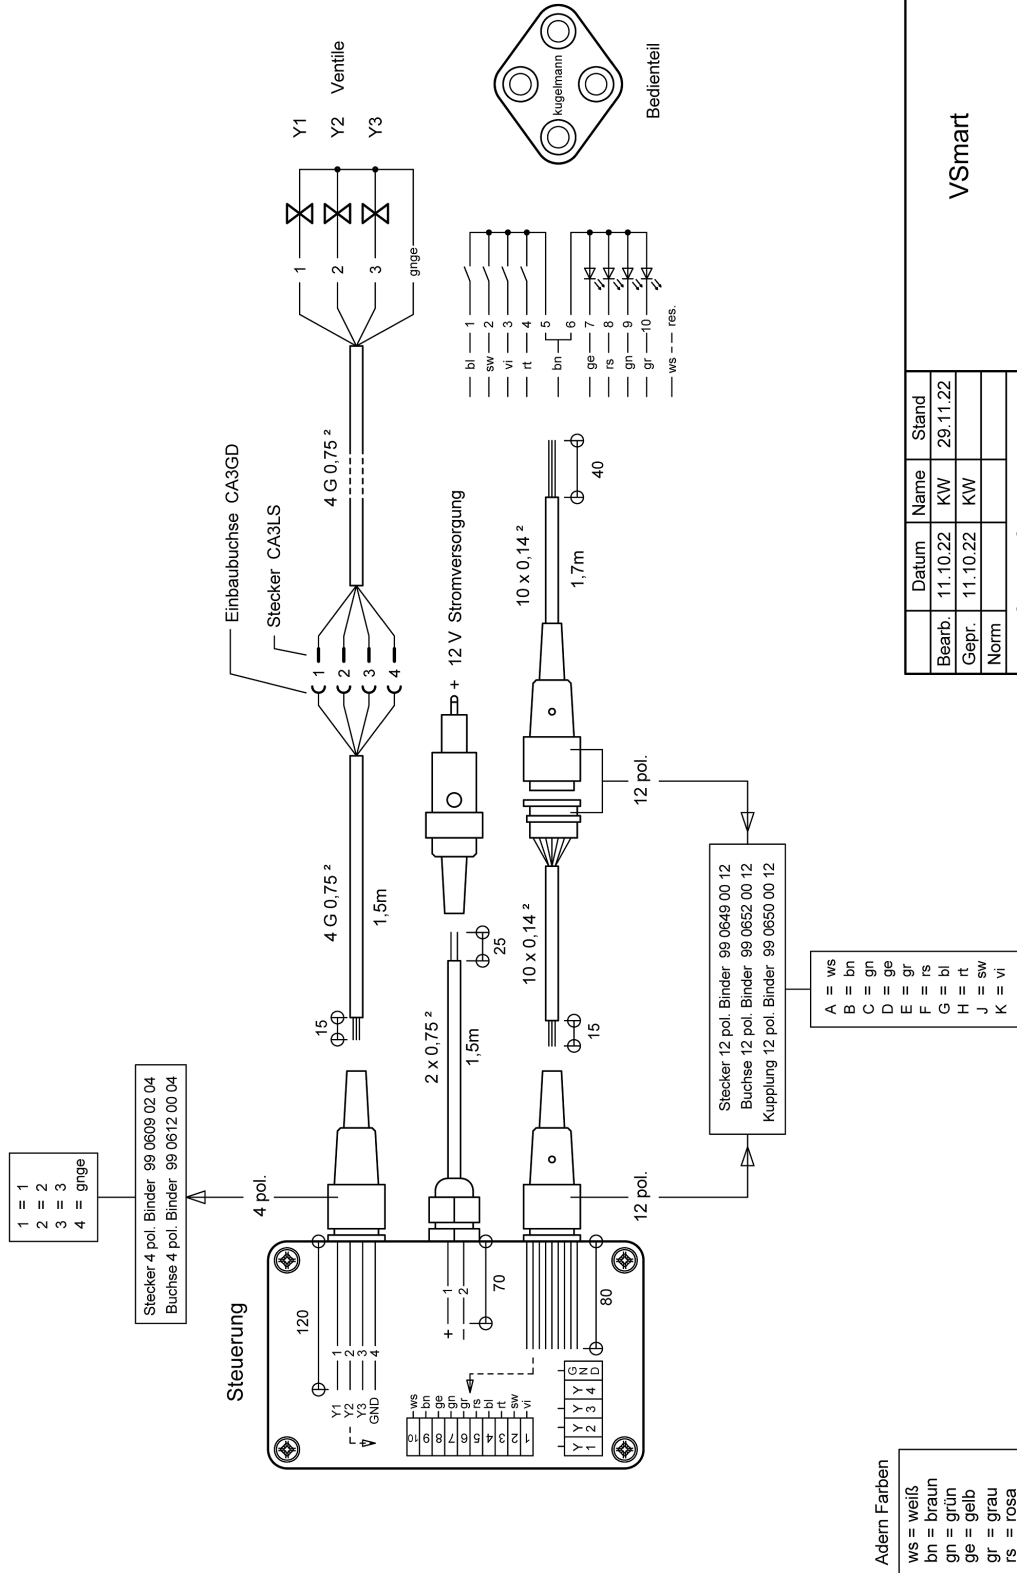 1 = 1
2 = 2
3 = 3
4 = gnge
Stecker 4 pol. Binder 99 0609 02 04
Buchse 4 pol. Binder 99 0612 00 04
4 pol.
Steuerung
120
1
2
3
4
Y1
Y2
Y3
GND
+
–
1
2
70
80
10 ws
9 bn
8 ge
7 gn
6 gr
5 rs
4 bl
3 rt
2 sw
1 vi
Y1
Y2
Y3
Y4
GND
15
4 G 0,75 ²
1,5m
Einbaubuchse CA3GD
Stecker CA3LS
1
2
3
4
4 G 0,75 ²
1
2
3
gnge
Y1
Y2
Y3
Ventile
2 x 0,75 ²
1,5m
25
+ 12 V Stromversorgung
15
10 x 0,14 ²
12 pol.
12 pol.
10 x 0,14 ²
1,7m
40
bl 1
sw 2
vi 3
rt 4
bn
5
6
ge 7
rs 8
gn 9
gr 10
ws res.
kugelmann
Bedienteil
Stecker 12 pol. Binder 99 0649 00 12
Buchse 12 pol. Binder 99 0652 00 12
Kupplung 12 pol. Binder 99 0650 00 12
A = ws
B = bn
C = gn
D = ge
E = gr
F = rs
G = bl
H = rt
J = sw
K = vi
Adern Farben
ws = weiß
bn = braun
gn = grün
ge = gelb
gr = grau
rs = rosa
Datum Name Stand
Bearb. 11.10.22 KW 29.11.22
Gepr. 11.10.22 KW
Norm
VSmart